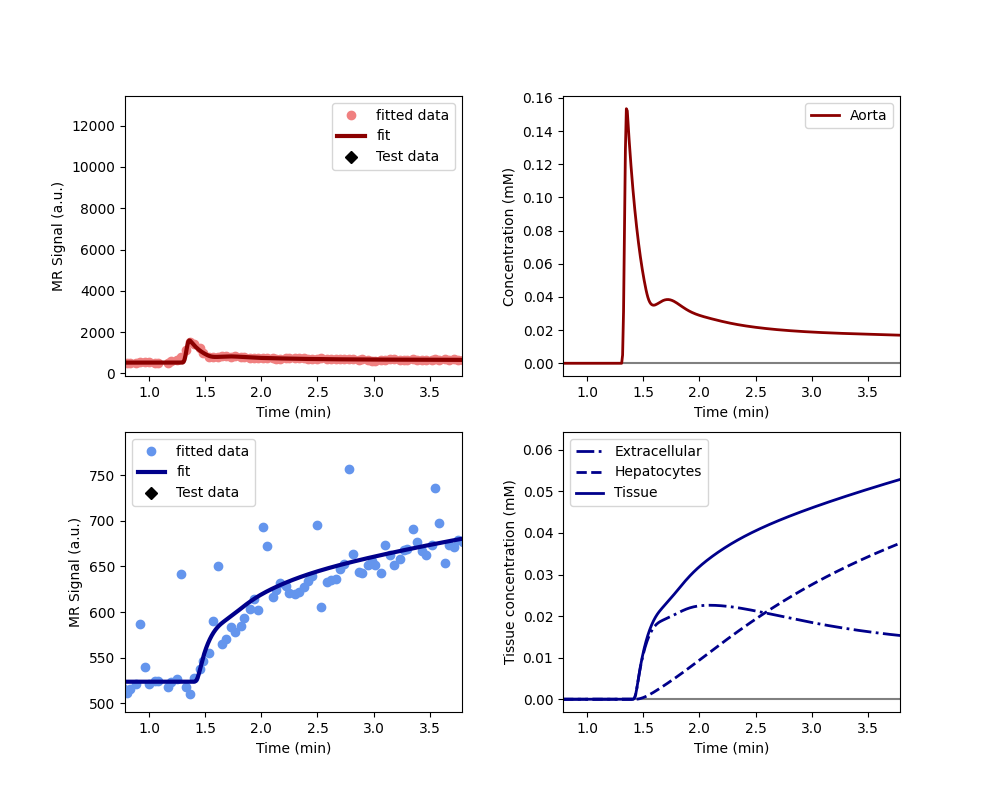 12000
10000
8000
6000
4000
2000
0
MR Signal (a.u.)
1.0 1.5 2.0 2.5 3.0 3.5
Time (min)
fitted data
fit
Test data
0.16
0.14
0.12
0.10
0.08
0.06
0.04
0.02
0.00
Concentration (mM)
1.0 1.5 2.0 2.5 3.0 3.5
Time (min)
Aorta
750
700
650
600
550
500
MR Signal (a.u.)
1.0 1.5 2.0 2.5 3.0 3.5
Time (min)
fitted data
fit
Test data
0.06
0.05
0.04
0.03
0.02
0.01
0.00
Tissue concentration (mM)
1.0 1.5 2.0 2.5 3.0 3.5
Time (min)
Extracellular
Hepatocytes
Tissue